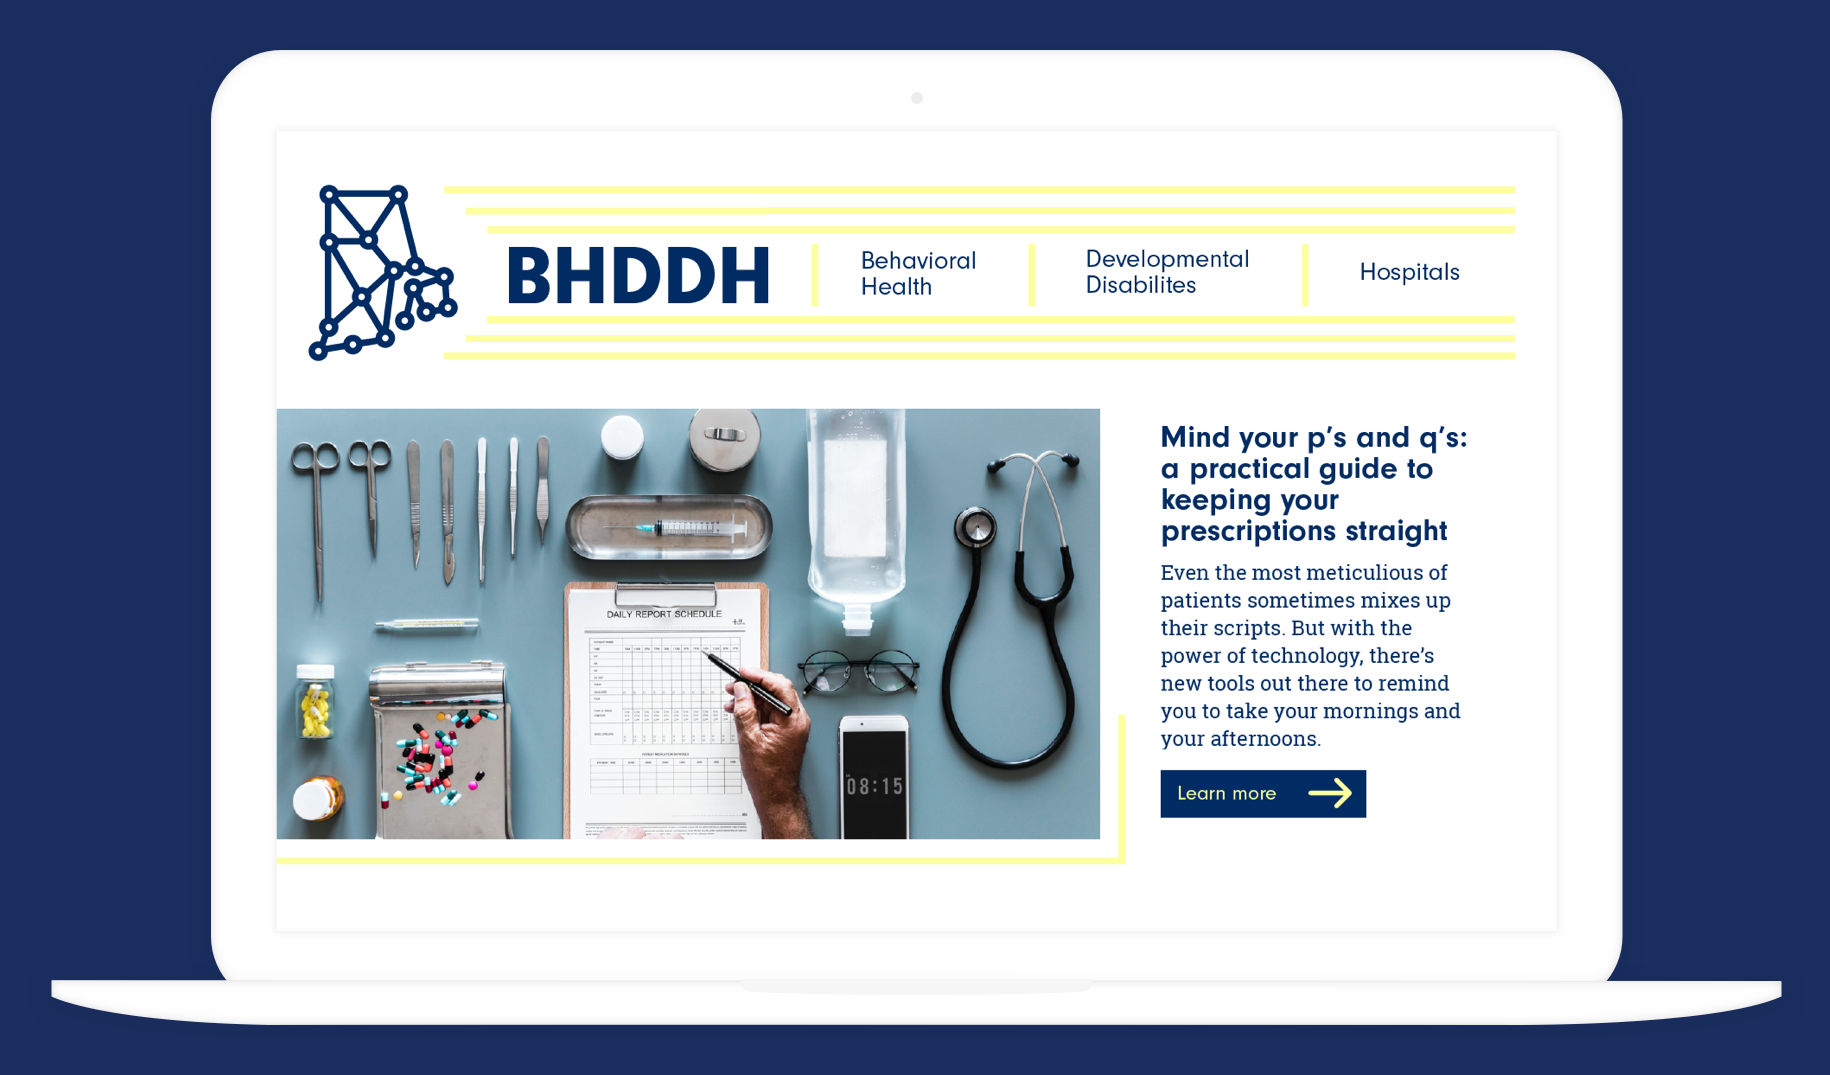 BHDDH
Behavioral
Health
Developmental
Disabilites
Hospitals
DAILY REPORT SCHEDULE
08:15
Mind your p's and q's:
a practical guide to
keeping your
prescriptions straight
Even the most meticulious of
patients sometimes mixes up
their scripts. But with the
power of technology, there's
new tools out there to remind
you to take your mornings and
your afternoons.
Learn more